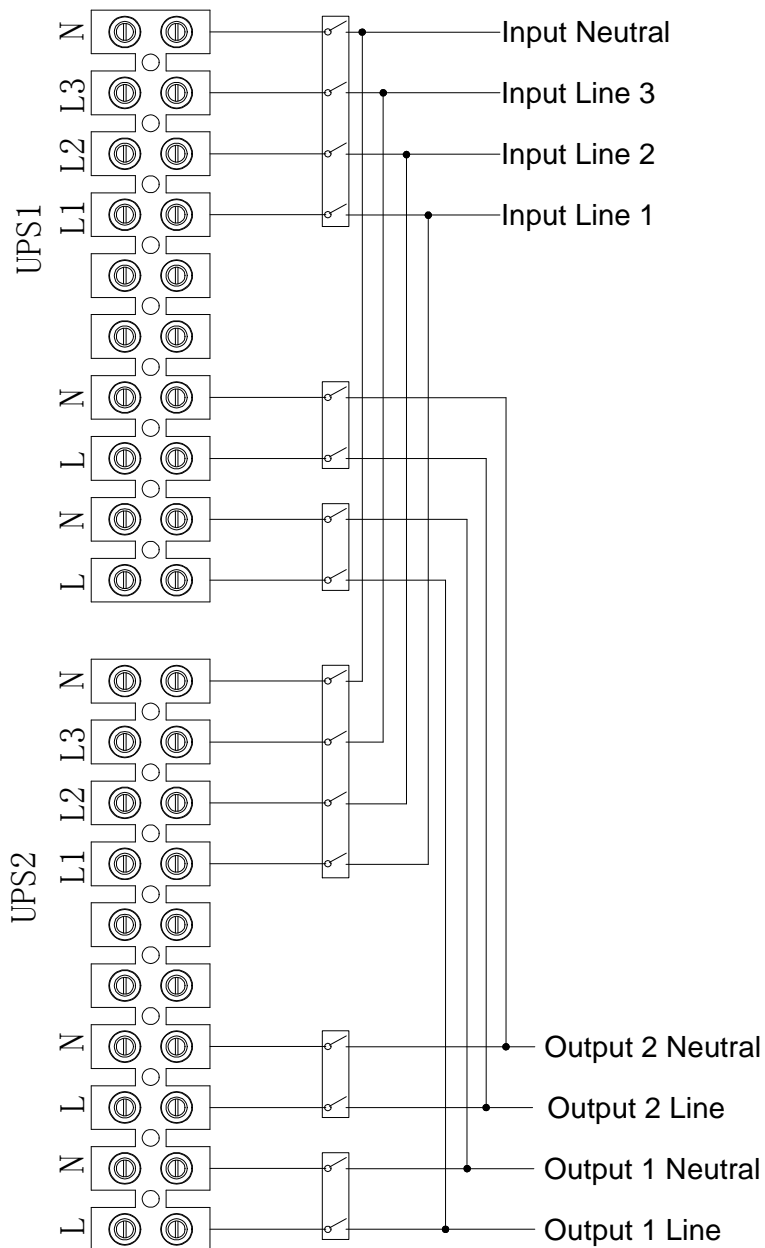 UPS1
N
Input Neutral
L3
Input Line 3
L2
Input Line 2
L1
Input Line 1
N
L
N
L
UPS2
N
L3
L2
L1
N
Output 2 Neutral
L
Output 2 Line
N
Output 1 Neutral
L
Output 1 Line